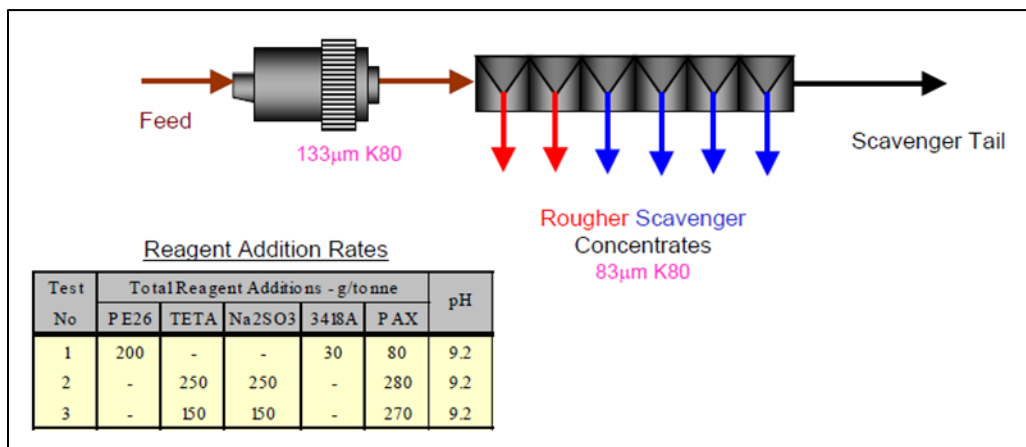 Feed
133μm K80
Scavenger Tail
Rougher Scavenger
Concentrates
83μm K80
Reagent Addition Rates
Test No Total Reagent Additions - g/tonne pH
PE26 TETA Na2SO3 3418A PAX
1 200 - - 30 80 9.2
2 - 250 250 - 280 9.2
3 - 150 150 - 270 9.2